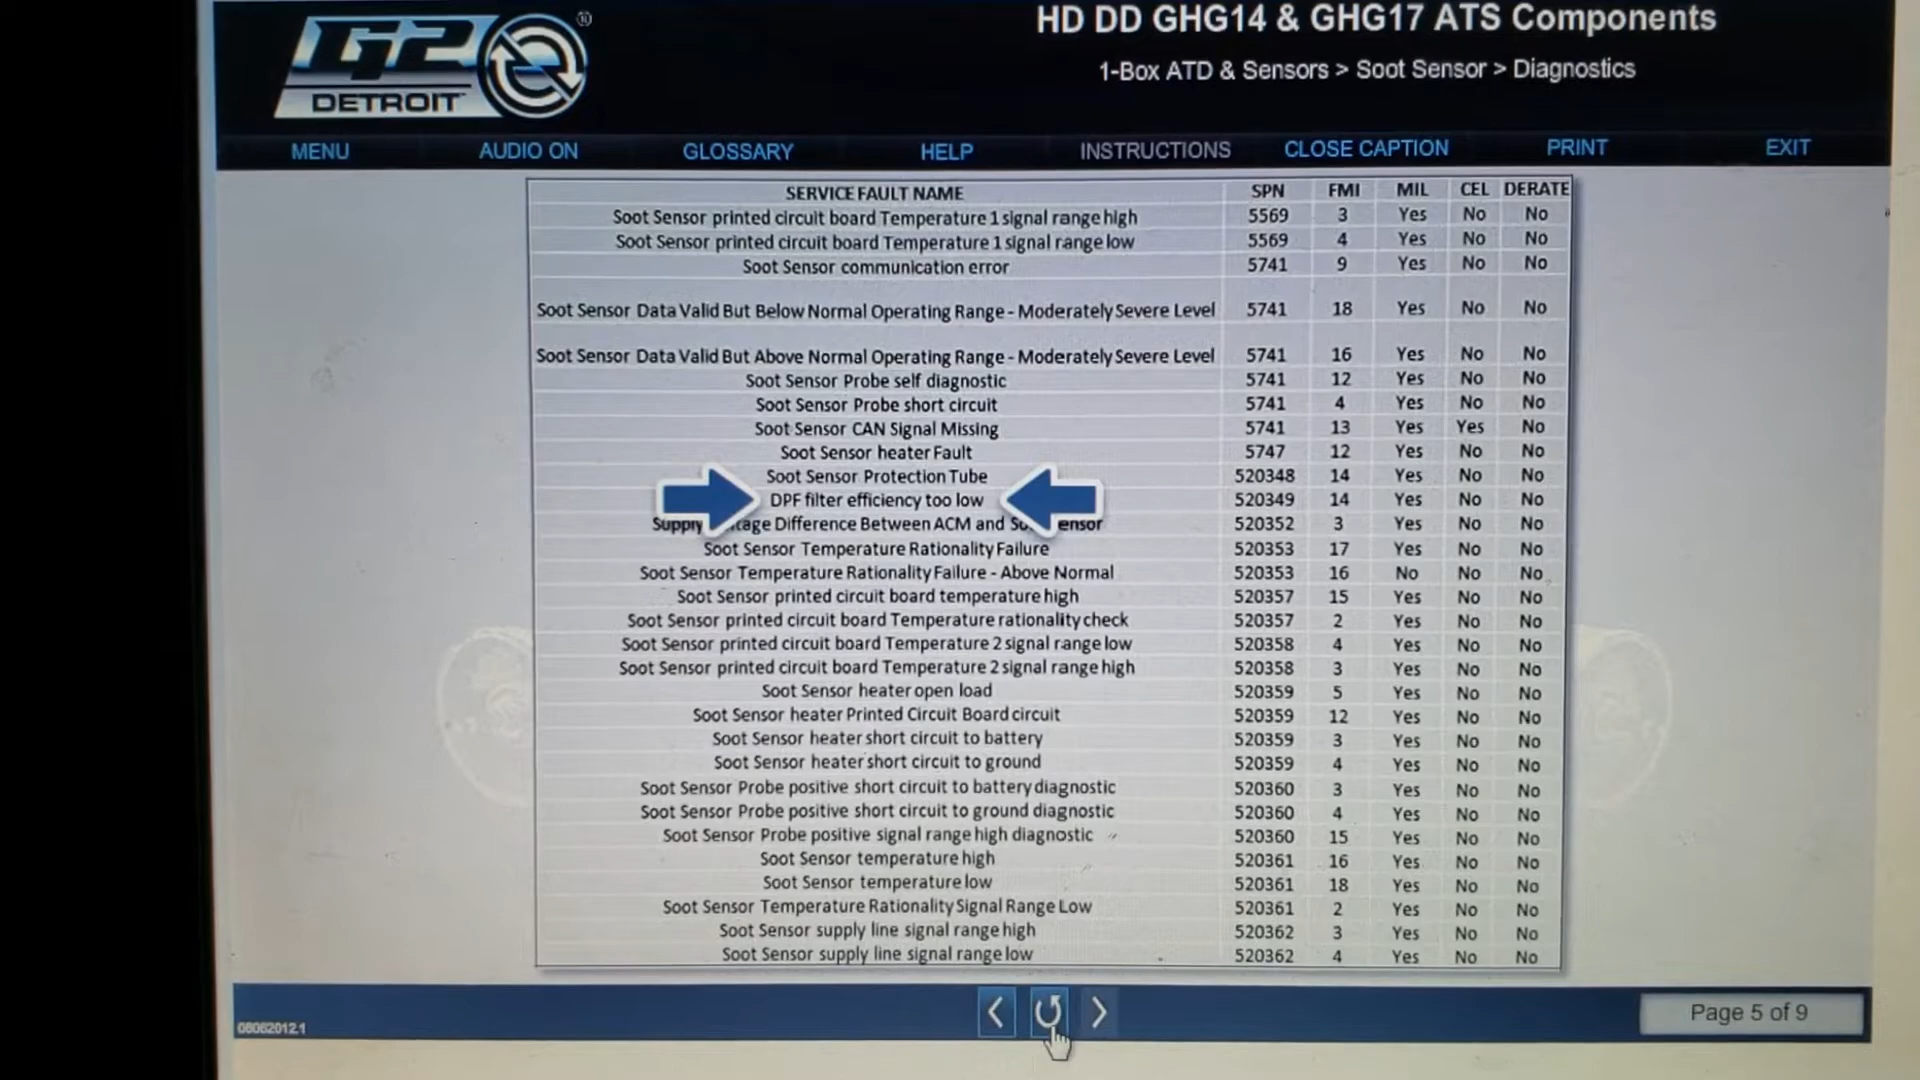 G2 ®
DETROIT
HD DD GHG14 & GHG17 ATS Components
1-Box ATD & Sensors > Soot Sensor > Diagnostics
MENU AUDIO ON GLOSSARY HELP INSTRUCTIONS CLOSE CAPTION PRINT EXIT
SERVICE FAULT NAME SPN FMI MIL CEL DERATE
Soot Sensor printed circuit board Temperature 1 signal range high 5569 3 Yes No No
Soot Sensor printed circuit board Temperature 1 signal range low 5569 4 Yes No No
Soot Sensor communication error 5741 9 Yes No No
Soot Sensor Data Valid But Below Normal Operating Range - Moderately Severe Level 5741 18 Yes No No
Soot Sensor Data Valid But Above Normal Operating Range - Moderately Severe Level 5741 16 Yes No No
Soot Sensor Probe self diagnostic 5741 12 Yes No No
Soot Sensor Probe short circuit 5741 4 Yes No No
Soot Sensor CAN Signal Missing 5741 13 Yes Yes No
Soot Sensor heater Fault 5747 12 Yes No No
Soot Sensor Protection Tube 520348 14 Yes No No
DPF filter efficiency too low 520349 14 Yes No No
Supply Difference Between ACM and 520352 3 Yes No No
Soot Sensor Temperature Rationality Failure 520353 17 Yes No No
Soot Sensor Temperature Rationality Failure - Above Normal 520353 16 No No No
Soot Sensor printed circuit board temperature high 520357 15 Yes No No
Soot Sensor printed circuit board Temperature rationality check 520357 2 Yes No No
Soot Sensor printed circuit board Temperature 2 signal range low 520358 4 Yes No No
Soot Sensor printed circuit board Temperature 2 signal range high 520358 3 Yes No No
Soot Sensor heater open load 520359 5 Yes No No
Soot Sensor heater Printed Circuit Board circuit 520359 12 Yes No No
Soot Sensor heater short circuit to battery 520359 3 Yes No No
Soot Sensor heater short circuit to ground 520359 4 Yes No No
Soot Sensor Probe positive short circuit to battery diagnostic 520360 3 Yes No No
Soot Sensor Probe positive short circuit to ground diagnostic 520360 4 Yes No No
Soot Sensor Probe positive signal range high diagnostic 520360 15 Yes No No
Soot Sensor temperature high 520361 16 Yes No No
Soot Sensor temperature low 520361 18 Yes No No
Soot Sensor Temperature Rationality Signal Range Low 520361 2 Yes No No
Soot Sensor supply line signal range high 520362 3 Yes No No
Soot Sensor supply line signal range low 520362 4 Yes No No
08062012.1
Page 5 of 9